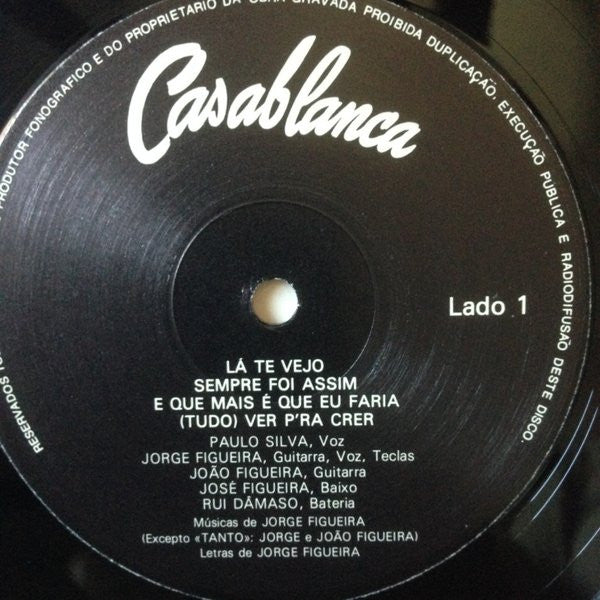 PRODUTOR FONOGRÁFICO E DO PROPRIETÁRIO DA OBRA GRAVADA PROIBIDA DUPLICAÇÃO, EXECUÇÃO PÚBLICA E RADIODIFUSÃO DESTE DISCO.
RESERVADOS
Casablanca
Lado 1
LÁ TE VEJO
SEMPRE FOI ASSIM
E QUE MAIS É QUE EU FARIA
(TUDO) VER P'RA CRER
PAULO SILVA, Voz
JORGE FIGUEIRA, Guitarra, Voz, Teclas
JOÃO FIGUEIRA, Guitarra
JOSÉ FIGUEIRA, Baixo
RUI DÂMASO, Bateria
Músicas de JORGE FIGUEIRA
(Excepto «TANTO»: JORGE e JOÃO FIGUEIRA)
Letras de JORGE FIGUEIRA